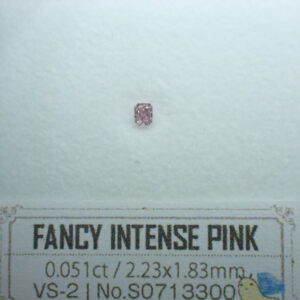 FANCY INTENSE PINK
0.051ct / 2.23x1.83mm
VS-2 | No.S0713300